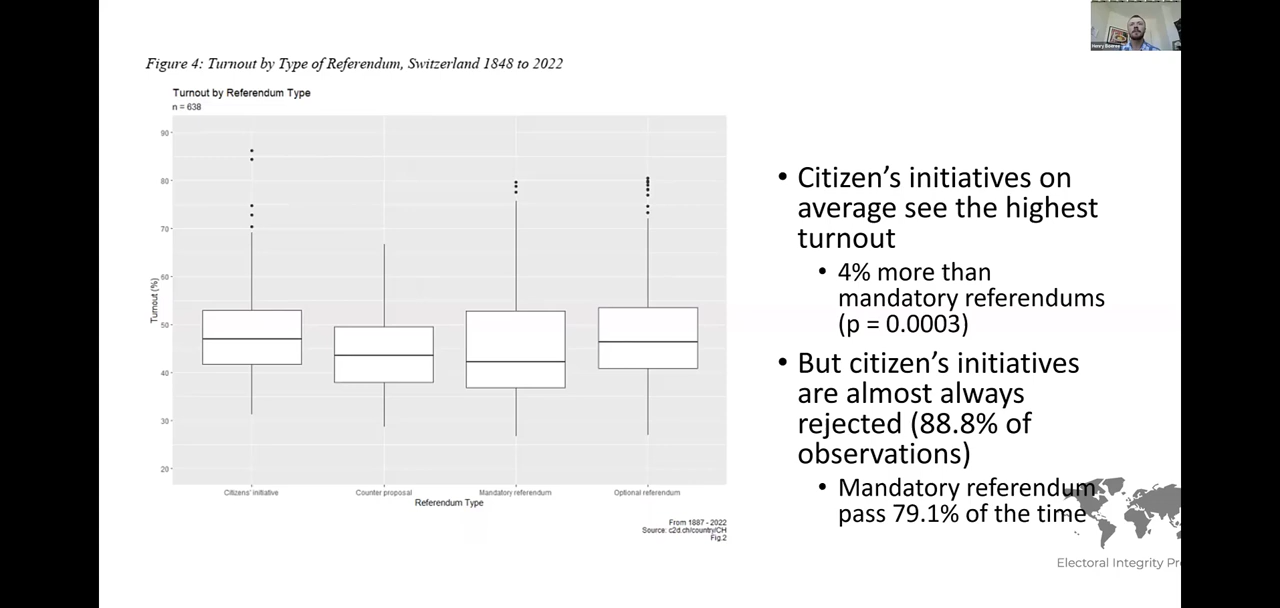 Figure 4: Turnout by Type of Referendum, Switzerland 1848 to 2022
Turnout by Referendum Type
n = 638
90
80
70
60
50
40
30
20
Turnout (%)
Citizens' initiative
Counter proposal
Mandatory referendum
Optional referendum
Referendum Type
From 1887 - 2022
Source: c2d.ch/country/CH
Fig.2
• Citizen's initiatives on
average see the highest
turnout
• 4% more than
mandatory referendums
(p = 0.0003)
• But citizen's initiatives
are almost always
rejected (88.8% of
observations)
• Mandatory referendum
pass 79.1% of the time
Electoral Integrity Pr
Henry